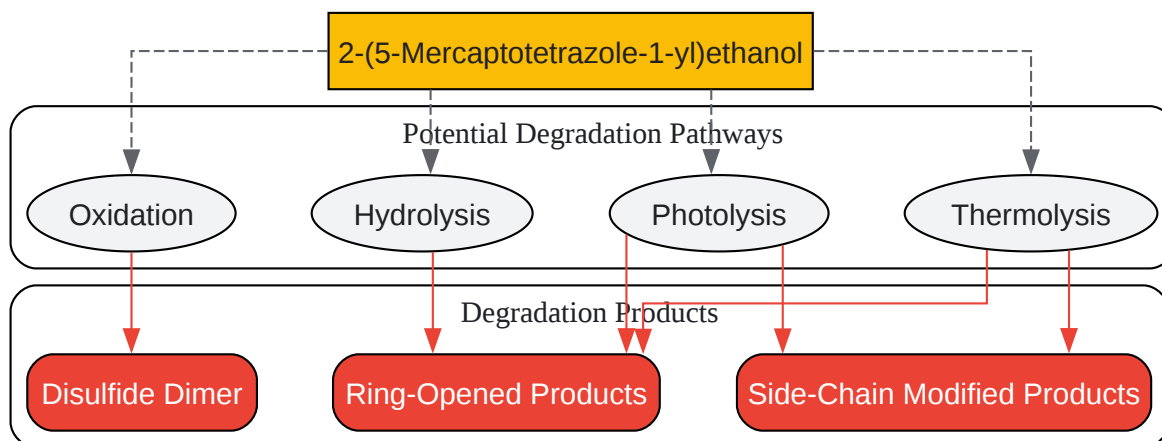 2-(5-Mercaptotetrazole-1-yl)ethanol
Potential Degradation Pathways
Oxidation
Hydrolysis
Photolysis
Thermolysis
Degradation Products
Disulfide Dimer
Ring-Opened Products
Side-Chain Modified Products